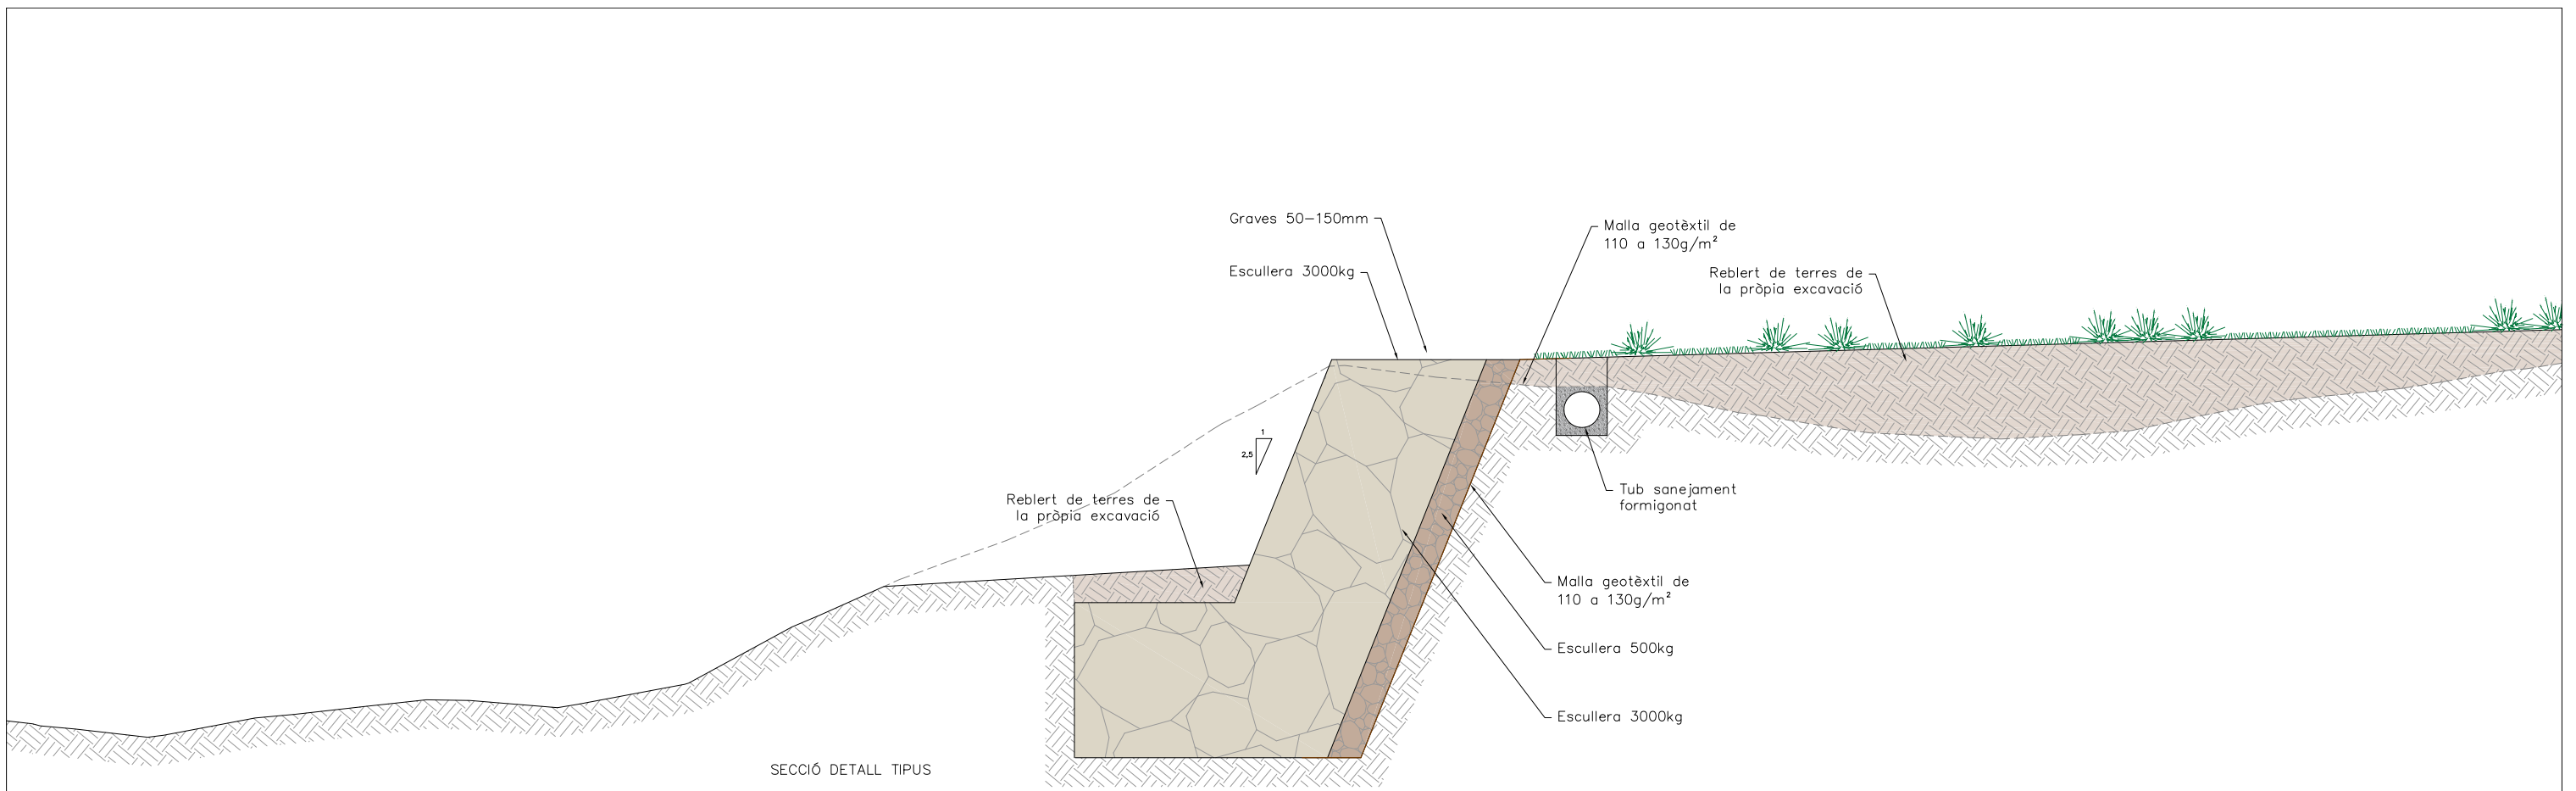 Graves 50-150mm
Malla geotèxtil de
110 a 130g/m²
Escullera 3000kg
Reblert de terres de
la pròpia excavació
1
2,5
Reblert de terres de
la pròpia excavació
Tub sanejament
formigonat
Malla geotèxtil de
110 a 130g/m²
Escullera 500kg
Escullera 3000kg
SECCIÓ DETALL TIPUS